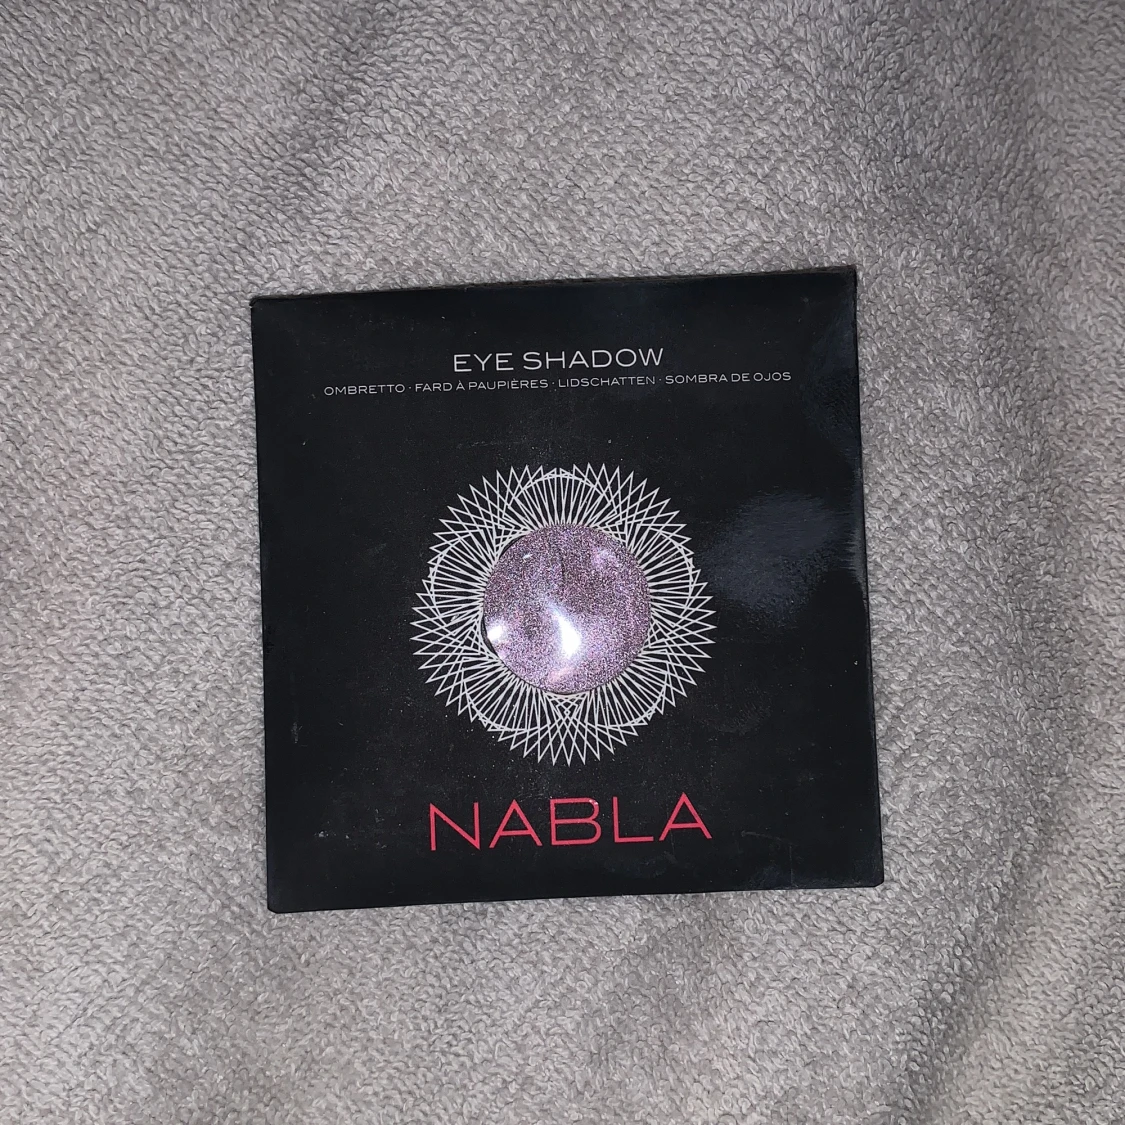 EYE SHADOW
OMBRETTO · FARD À PAUPIÈRES · LIDSCHATTEN · SOMBRA DE OJOS
NABLA